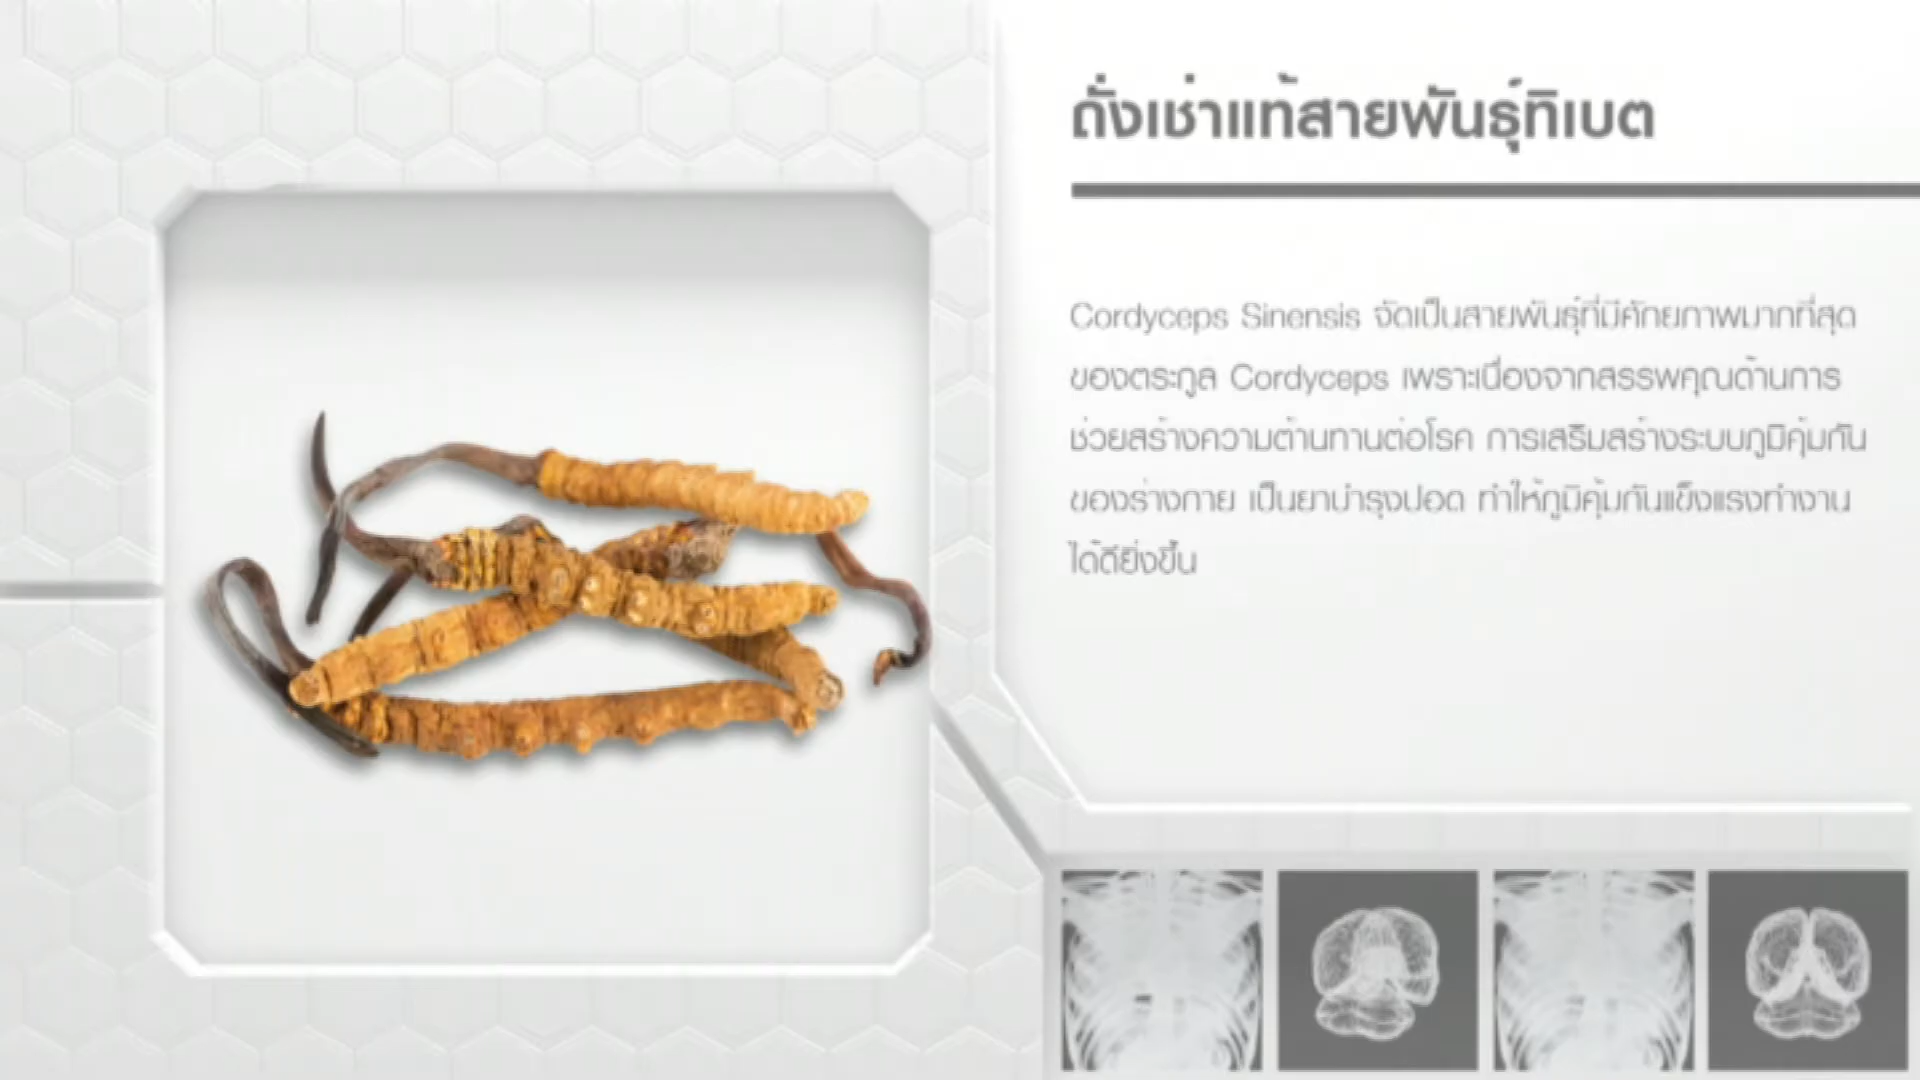 ถั่งเช่าแท้สายพันธุ์ทิเบต
Cordyceps Sinensis จัดเป็นสายพันธุ์ที่มีศักยภาพมากที่สุด
ของตระกูล Cordyceps เพราะเนื่องจากสรรพคุณด้านการ
ช่วยสร้างความต้านทานต่อโรค การเสริมสร้างระบบภูมิคุ้มกัน
ของร่างกาย เป็นยาบำรุงปอด ทำให้ภูมิคุ้มกันแข็งแรงทำงาน
ได้ดียิ่งขึ้น